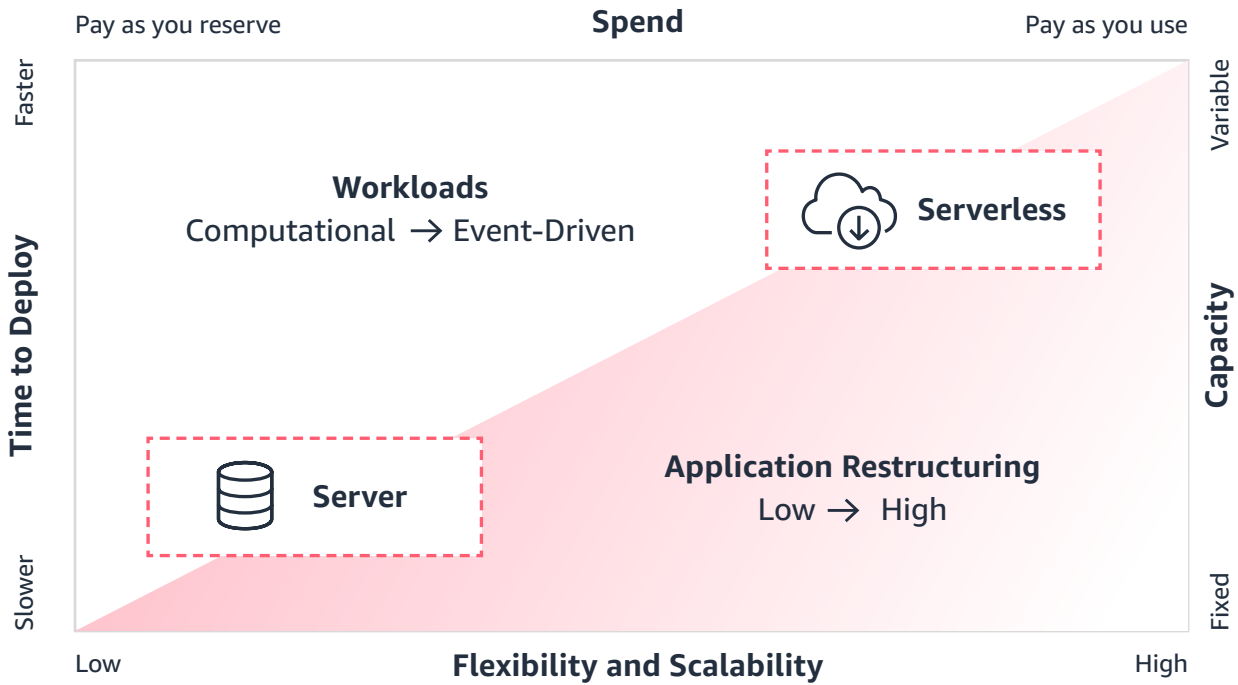 Pay as you reserve
Spend
Pay as you use
Faster
Time to Deploy
Slower
Variable
Capacity
Fixed
Workloads
Computational → Event-Driven
Serverless
Server
Application Restructuring
Low → High
Low
Flexibility and Scalability
High